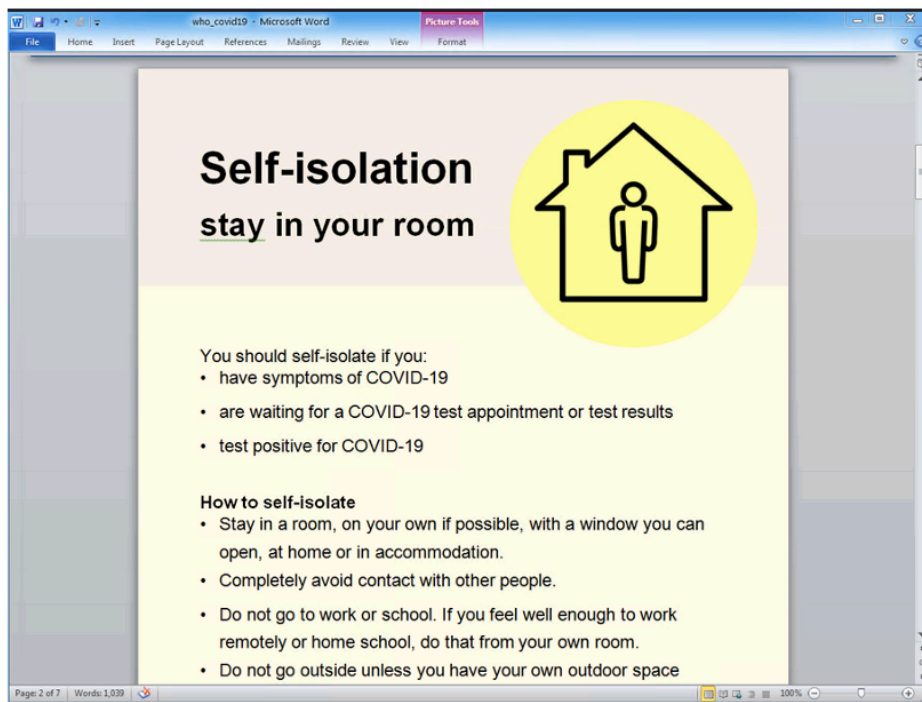 who_covid19 - Microsoft Word
Picture Tools
File Home Insert Page Layout References Mailings Review View Format
Self-isolation
stay in your room
You should self-isolate if you:
• have symptoms of COVID-19
• are waiting for a COVID-19 test appointment or test results
• test positive for COVID-19
How to self-isolate
• Stay in a room, on your own if possible, with a window you can
open, at home or in accommodation.
• Completely avoid contact with other people.
• Do not go to work or school. If you feel well enough to work
remotely or home school, do that from your own room.
• Do not go outside unless you have your own outdoor space
Page: 2 of 7 Words: 1,039 100%